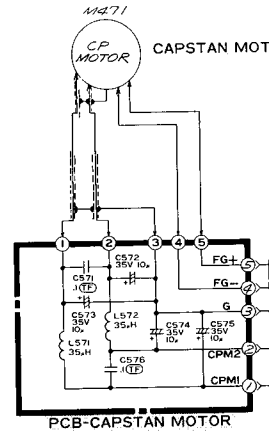 M471
CP
MOTOR
CAPSTAN MOT
1 2 3 4 5
FG+ 5
FG- 4
G 3
CPM2 2
CPM1 1
C571
.1 TF
C572
35V
10μ
C573
35V
10μ
L572
35μH
L571
35μH
C574
35V
10μ
C575
35V
10μ
C576
.1 TF
PCB-CAPSTAN MOTOR